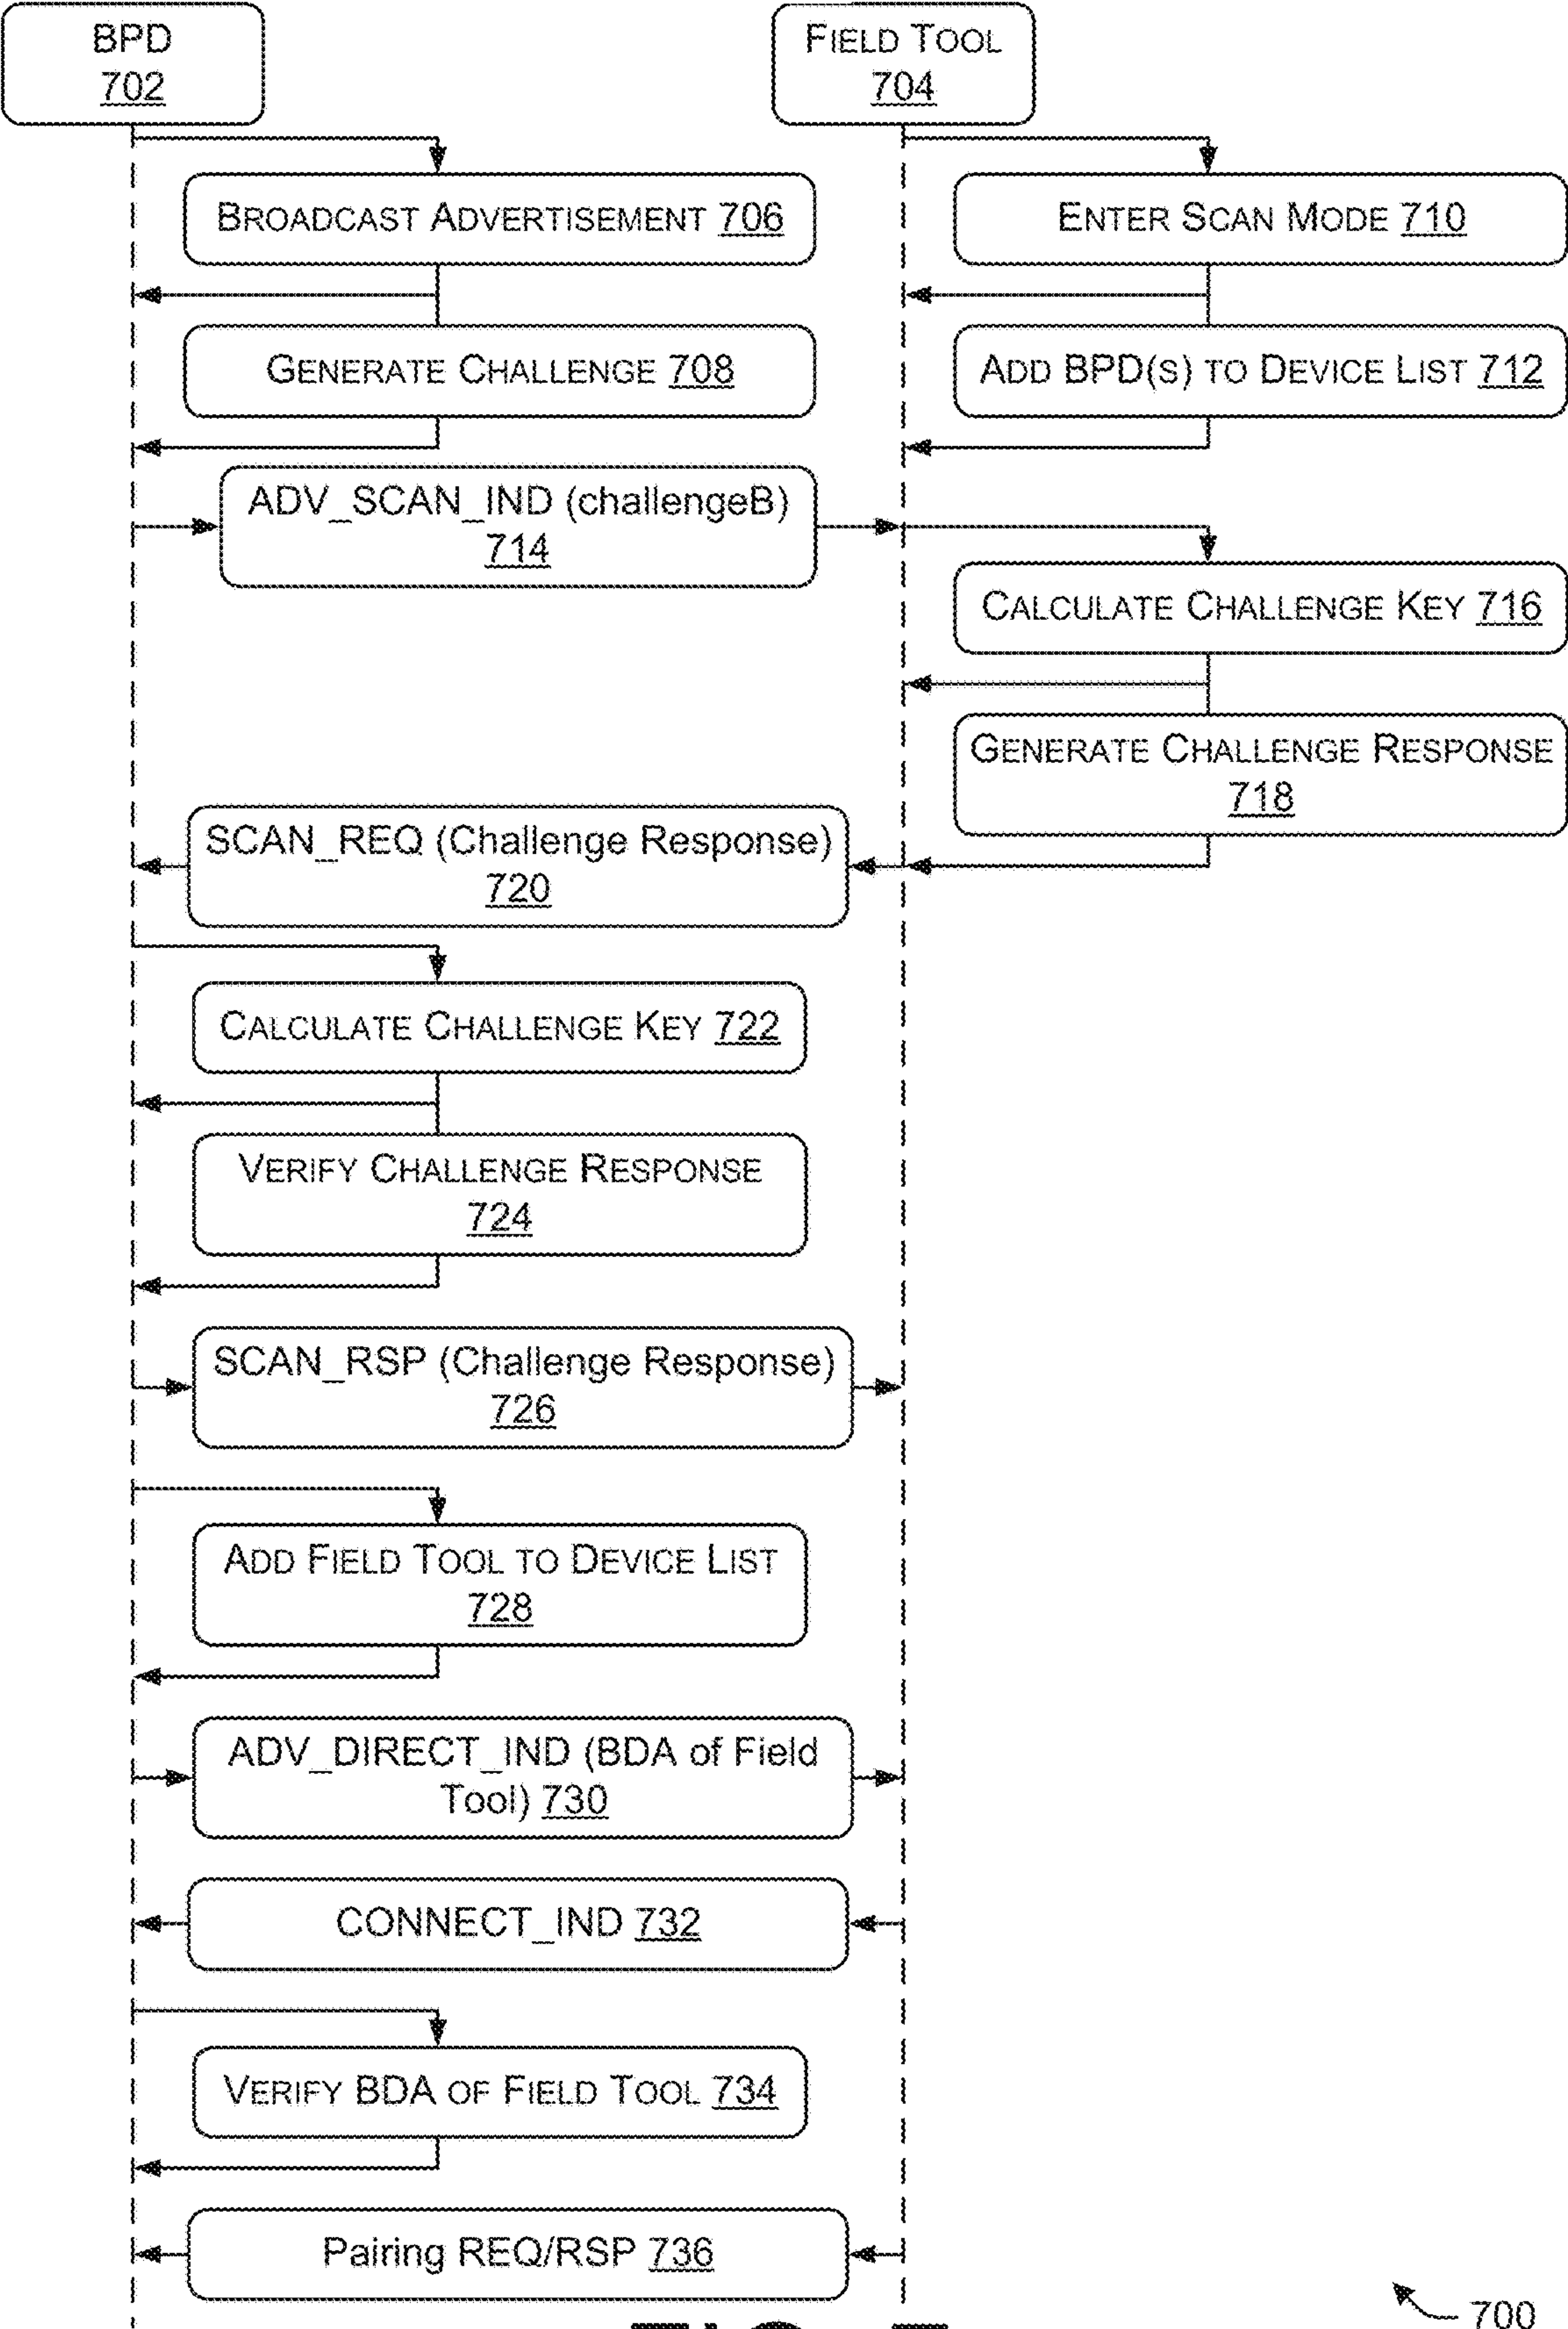 BPD
702
FIELD TOOL
704
BROADCAST ADVERTISEMENT 706
ENTER SCAN MODE 710
GENERATE CHALLENGE 708
ADD BPD(S) TO DEVICE LIST 712
ADV_SCAN_IND (challengeB)
714
CALCULATE CHALLENGE KEY 716
GENERATE CHALLENGE RESPONSE
718
SCAN_REQ (Challenge Response)
720
CALCULATE CHALLENGE KEY 722
VERIFY CHALLENGE RESPONSE
724
SCAN_RSP (Challenge Response)
726
ADD FIELD TOOL TO DEVICE LIST
728
ADV_DIRECT_IND (BDA of Field
Tool) 730
CONNECT_IND 732
VERIFY BDA OF FIELD TOOL 734
Pairing REQ/RSP 736
700